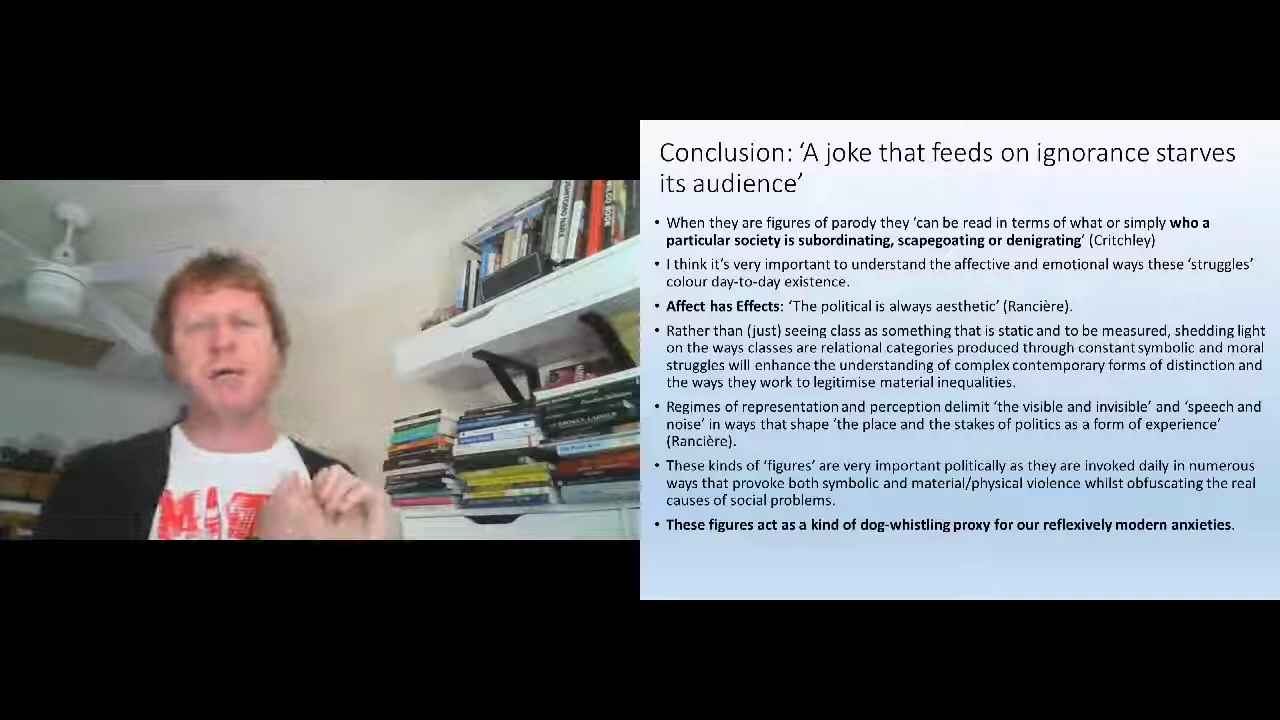 Conclusion: ‘A joke that feeds on ignorance starves
its audience’
• When they are figures of parody they ‘can be read in terms of what or simply who a
particular society is subordinating, scapegoating or denigrating’ (Critchley)
• I think it’s very important to understand the affective and emotional ways these ‘struggles’
colour day-to-day existence.
• Affect has Effects: ‘The political is always aesthetic’ (Rancière).
• Rather than (just) seeing class as something that is static and to be measured, shedding light
on the ways classes are relational categories produced through constant symbolic and moral
struggles will enhance the understanding of complex contemporary forms of distinction and
the ways they work to legitimise material inequalities.
• Regimes of representation and perception delimit ‘the visible and invisible’ and ‘speech and
noise’ in ways that shape ‘the place and the stakes of politics as a form of experience’
(Rancière).
• These kinds of ‘figures’ are very important politically as they are invoked daily in numerous
ways that provoke both symbolic and material/physical violence whilst obfuscating the real
causes of social problems.
• These figures act as a kind of dog-whistling proxy for our reflexively modern anxieties.